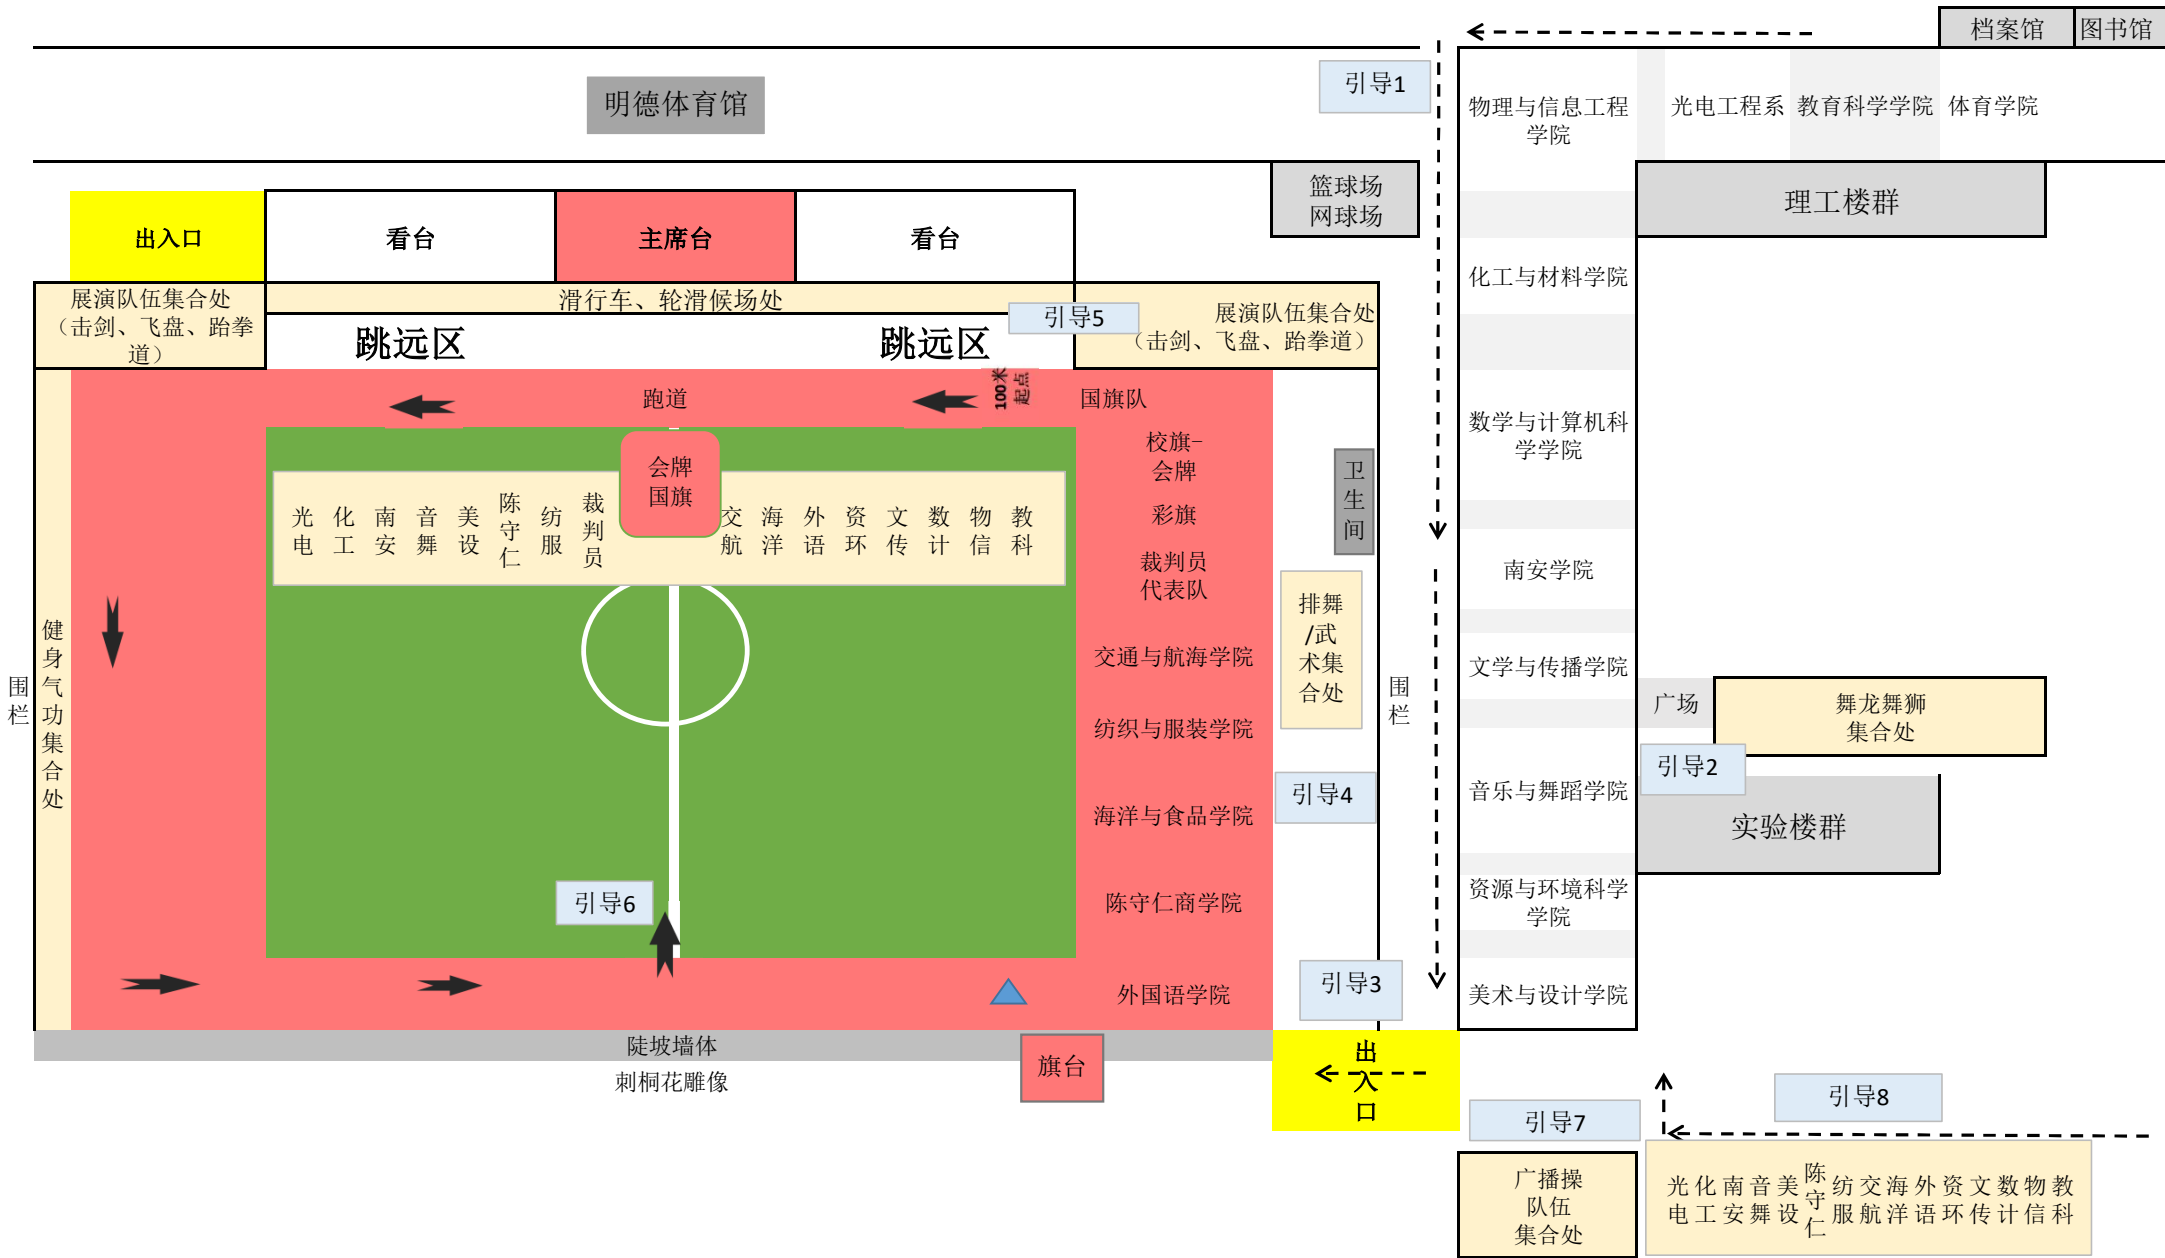 档案馆
图书馆
引导1
明德体育馆
物理与信息工程
学院
光电工程系
教育科学学院
体育学院
篮球场
网球场
理工楼群
出入口
看台
主席台
看台
化工与材料学院
展演队伍集合处
（击剑、飞盘、跆拳
道）
滑行车、轮滑候场处
引导5
展演队伍集合处
（击剑、飞盘、跆拳道）
跳远区
跳远区
100米
起点
跑道
国旗队
数学与计算机科
学学院
校旗-
会牌
会牌
国旗
卫生间
光电
化工
南安
音舞
美设
陈守仁
纺服
裁判员
交航
海洋
外语
资环
文传
数计
物信
教科
彩旗
裁判员
代表队
南安学院
排舞
/武
术集
合处
健身气功集合处
围栏
围栏
交通与航海学院
文学与传播学院
广场
舞龙舞狮
集合处
纺织与服装学院
引导2
引导4
音乐与舞蹈学院
海洋与食品学院
实验楼群
引导6
陈守仁商学院
资源与环境科学
学院
引导3
外国语学院
美术与设计学院
陡坡墙体
刺桐花雕像
旗台
出入口
引导7
引导8
广播操
队伍
集合处
光电
化工
南安
音舞
美设
陈守仁
纺服
交航
海洋
外语
资环
文传
数计
物信
教科